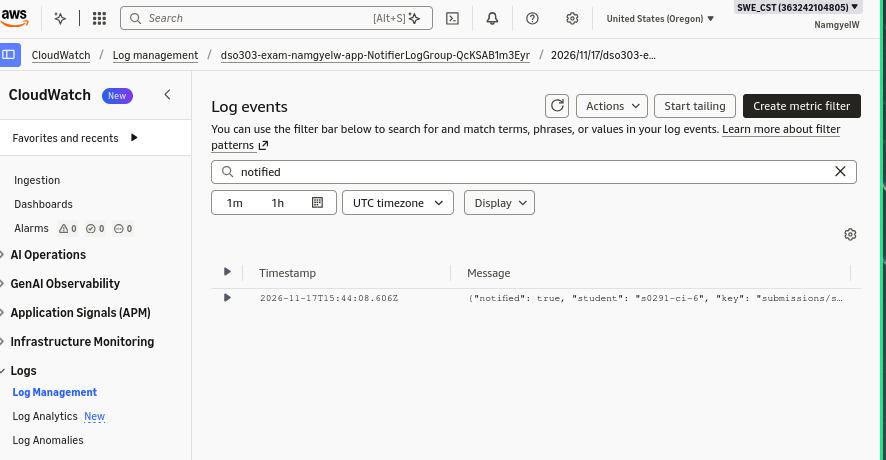 SWE_CST (363242104805) ▼
aws
Search
[Alt+S]
United States (Oregon) ▼
NamgyelW
CloudWatch / Log management / dso303-exam-namgyelw-app-NotifierLogGroup-QcKSAB1m3Eyr / 2026/11/17/dso303-e…
CloudWatch New
Favorites and recents
Ingestion
Dashboards
Alarms 0 0 0
AI Operations
GenAI Observability
Application Signals (APM)
Infrastructure Monitoring
Logs
Log Management
Log Analytics New
Log Anomalies
Log events
Actions
Start tailing
Create metric filter
You can use the filter bar below to search for and match terms, phrases, or values in your log events. Learn more about filter
patterns
notified
1m 1h
UTC timezone
Display
Timestamp Message
2026-11-17T15:44:08.606Z {"notified": true, "student": "s0291-ci-6", "key": "submissions/s…